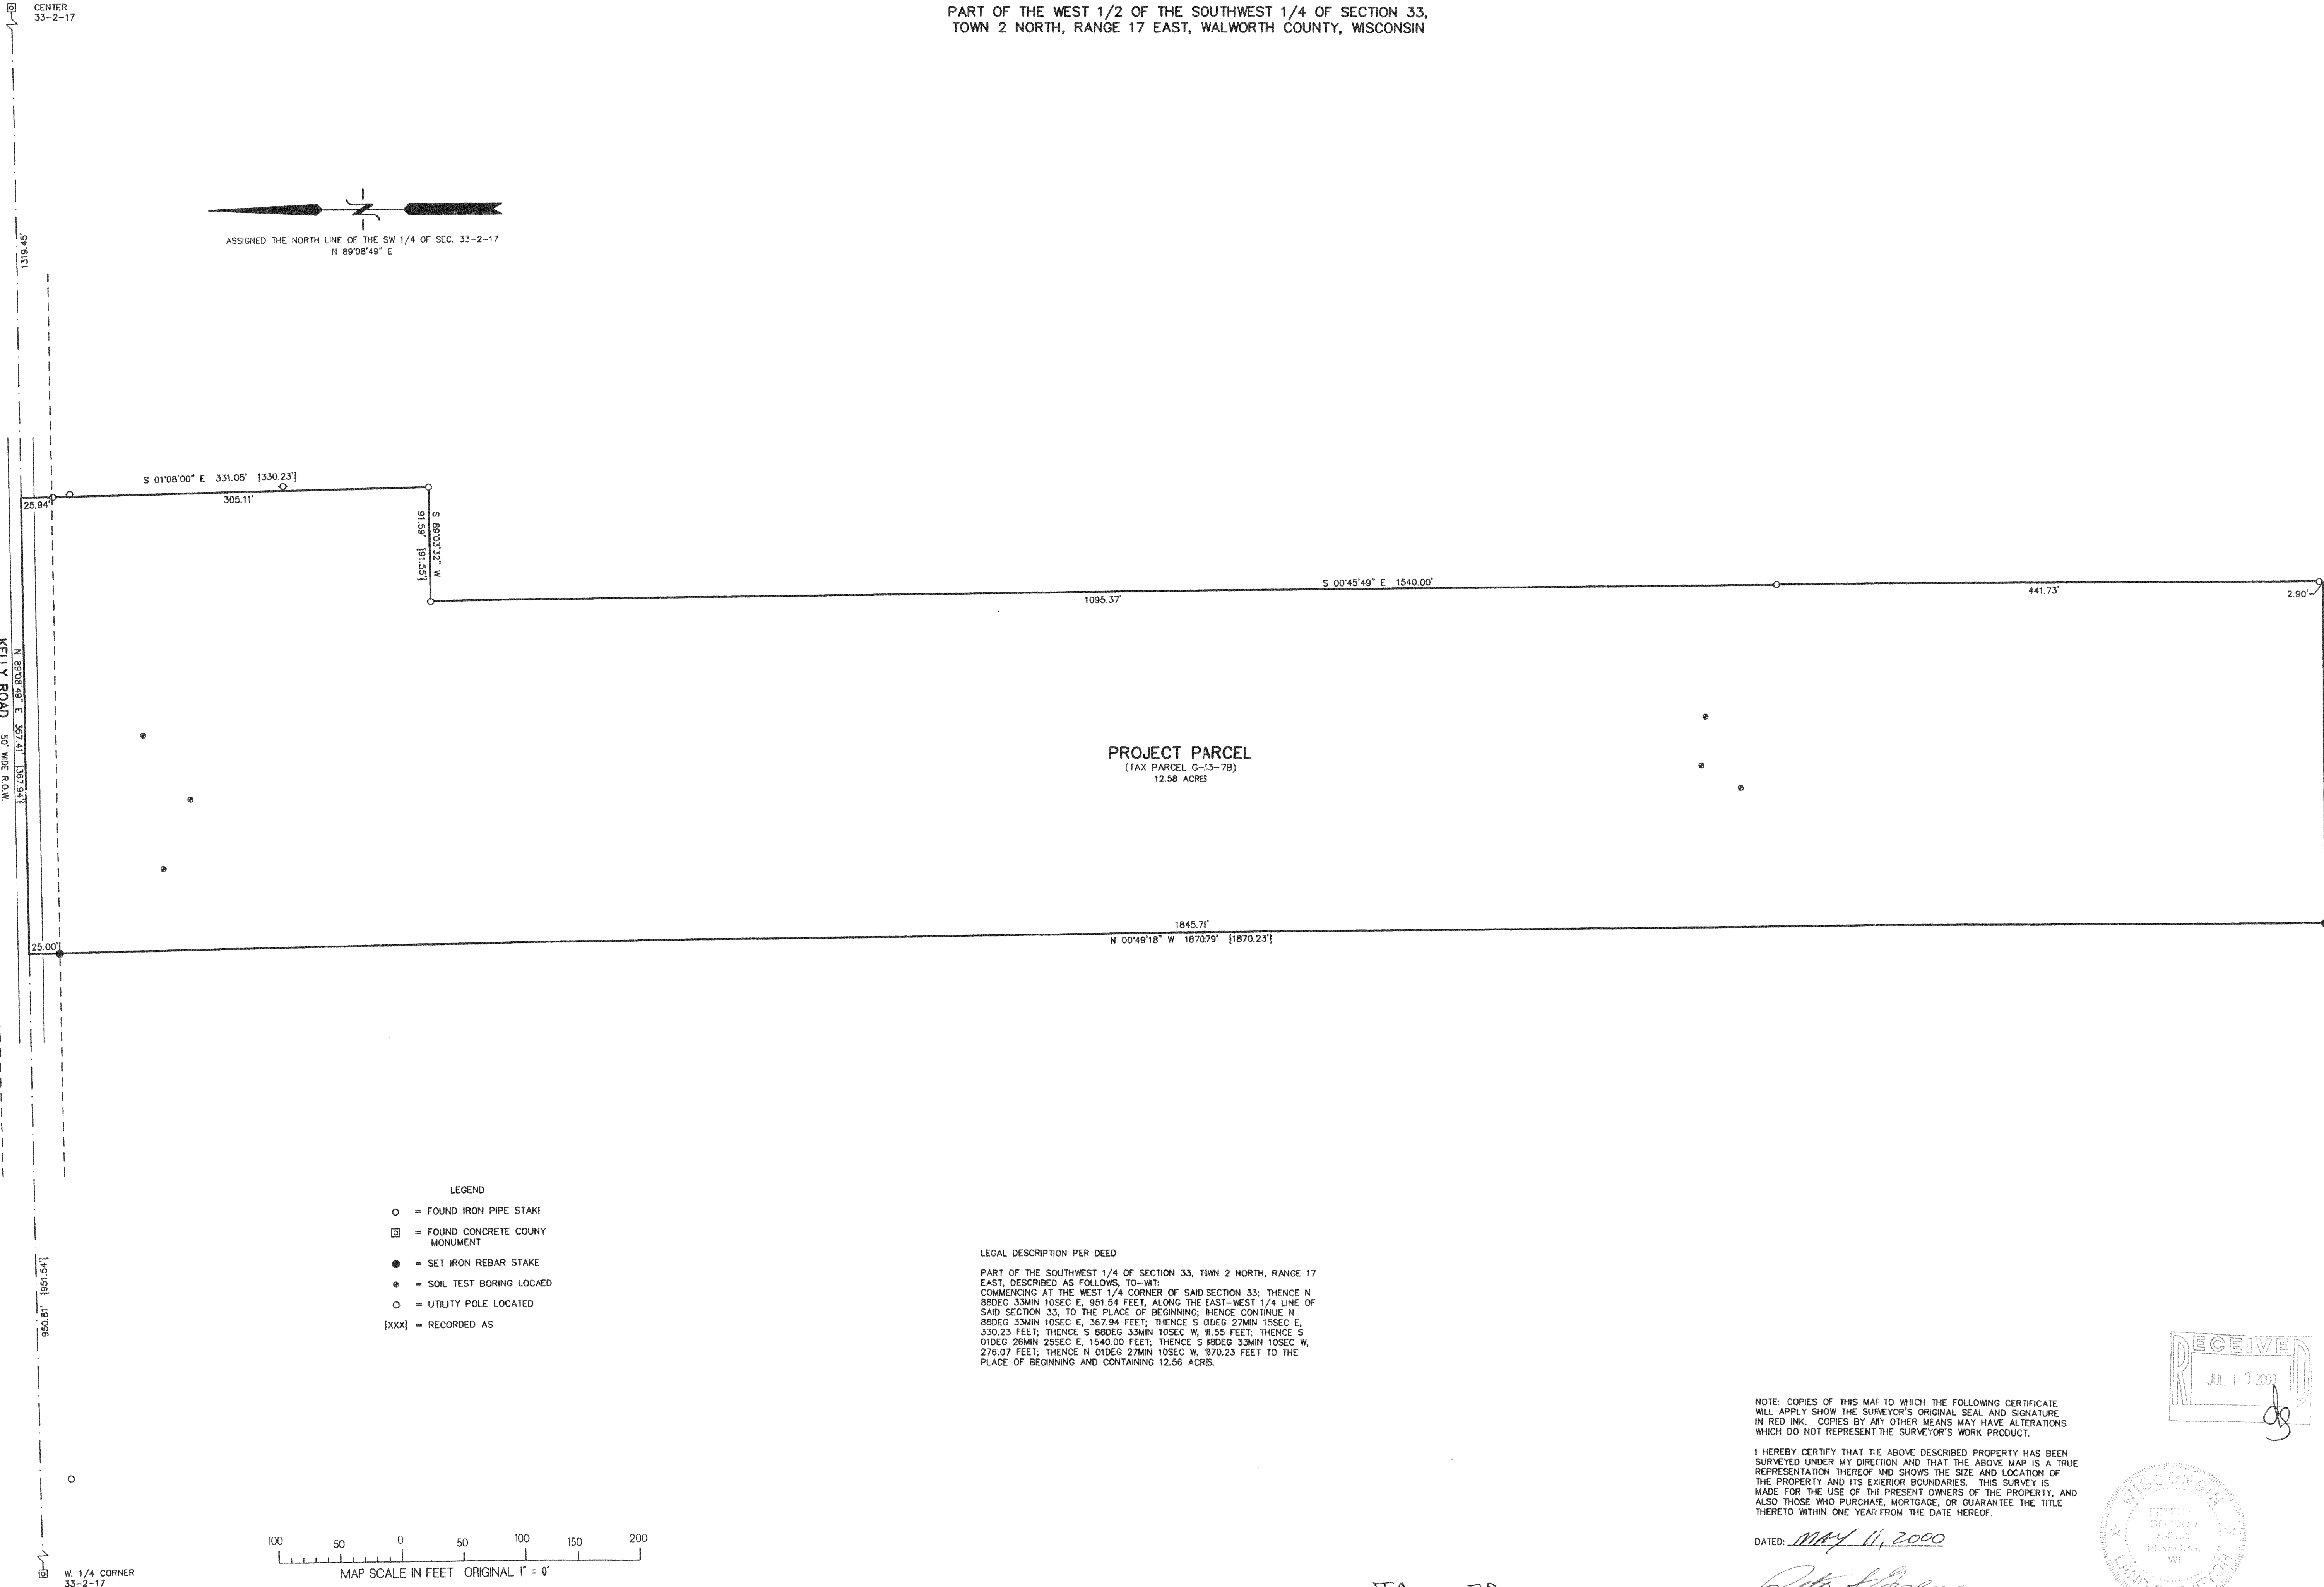 CENTER
33-2-17
PART OF THE WEST 1/2 OF THE SOUTHWEST 1/4 OF SECTION 33,
TOWN 2 NORTH, RANGE 17 EAST, WALWORTH COUNTY, WISCONSIN
1319.45'
N
ASSIGNED THE NORTH LINE OF THE SW 1/4 OF SEC. 33-2-17
N 89°08'49" E
S 01°08'00" E 331.05' {330.23'}
305.11'
25.94'
S 89°03'32" W
91.59' {91.55'}
S 00°45'49" E 1540.00'
1095.37'
441.73'
2.90'
N 89°08'49" E 367.41' {367.94'}
KELLY ROAD 50' WIDE R.O.W.
PROJECT PARCEL
(TAX PARCEL G-33-7B)
12.58 ACRES
1845.71'
N 00°49'18" W 1870.79' {1870.23'}
25.00'
950.81' {951.54'}
LEGEND
= FOUND IRON PIPE STAKE
= FOUND CONCRETE COUNY
MONUMENT
= SET IRON REBAR STAKE
= SOIL TEST BORING LOCAED
= UTILITY POLE LOCATED
{XXX} = RECORDED AS
LEGAL DESCRIPTION PER DEED
PART OF THE SOUTHWEST 1/4 OF SECTION 33, TOWN 2 NORTH, RANGE 17
EAST, DESCRIBED AS FOLLOWS, TO-WIT:
COMMENCING AT THE WEST 1/4 CORNER OF SAID SECTION 33; THENCE N
88DEG 33MIN 10SEC E, 951.54 FEET, ALONG THE EAST-WEST 1/4 LINE OF
SAID SECTION 33, TO THE PLACE OF BEGINNING; THENCE CONTINUE N
88DEG 33MIN 10SEC E, 367.94 FEET; THENCE S 01DEG 27MIN 15SEC E,
330.23 FEET; THENCE S 88DEG 33MIN 10SEC W, 91.55 FEET; THENCE S
01DEG 26MIN 25SEC E, 1540.00 FEET; THENCE S 88DEG 33MIN 10SEC W,
276.07 FEET; THENCE N 01DEG 27MIN 10SEC W, 1870.23 FEET TO THE
PLACE OF BEGINNING AND CONTAINING 12.56 ACRES.
RECEIVED
JUL 13 2000
NOTE: COPIES OF THIS MAP TO WHICH THE FOLLOWING CERTIFICATE
WILL APPLY SHOW THE SURVEYOR'S ORIGINAL SEAL AND SIGNATURE
IN RED INK. COPIES BY ANY OTHER MEANS MAY HAVE ALTERATIONS
WHICH DO NOT REPRESENT THE SURVEYOR'S WORK PRODUCT.
I HEREBY CERTIFY THAT THE ABOVE DESCRIBED PROPERTY HAS BEEN
SURVEYED UNDER MY DIRECTION AND THAT THE ABOVE MAP IS A TRUE
REPRESENTATION THEREOF AND SHOWS THE SIZE AND LOCATION OF
THE PROPERTY AND ITS EXTERIOR BOUNDARIES. THIS SURVEY IS
MADE FOR THE USE OF THE PRESENT OWNERS OF THE PROPERTY, AND
ALSO THOSE WHO PURCHASE, MORTGAGE, OR GUARANTEE THE TITLE
THERETO WITHIN ONE YEAR FROM THE DATE HEREOF.
DATED: MAY 11, 2000
WISCONSIN
PETER S.
GORDON
ELKHORN,
WI
LAND SURVEYOR
100 50 0 50 100 150 200
MAP SCALE IN FEET ORIGINAL 1" = 0'
W. 1/4 CORNER
33-2-17